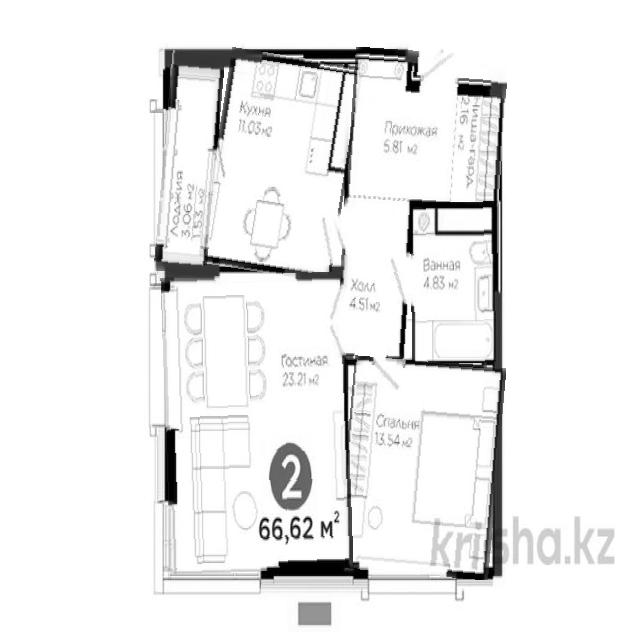 Кухня
11.03 м2
Прихожая
5.81 м2
Ниша-гард.
2.16 м2
Лоджия
3.06 м2
1.53 м2
Холл
4.51 м2
Ванная
4.83 м2
Гостиная
23.21 м2
Спальня
13.54 м2
2
66,62 м²
krisha.kz